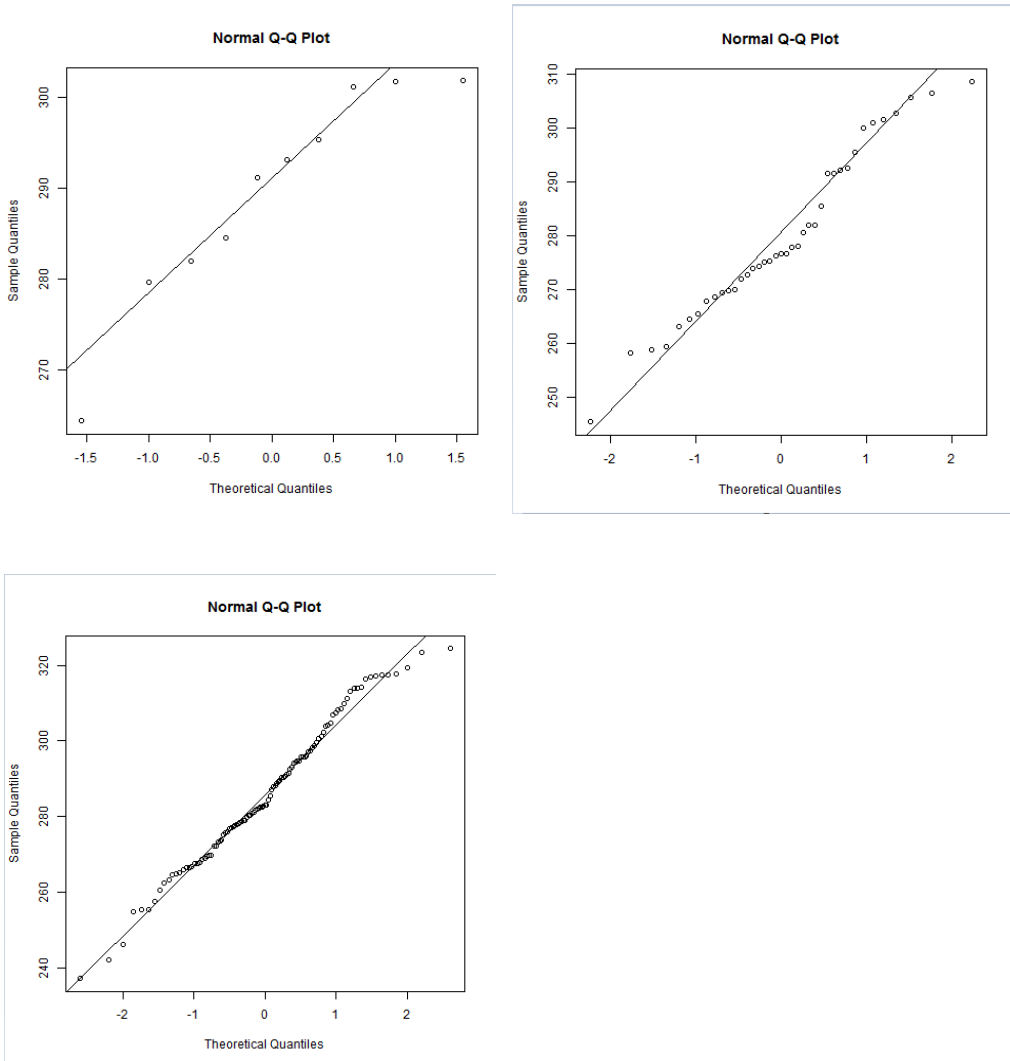 Normal Q-Q Plot
Sample Quantiles
300
290
280
270
-1.5 -1.0 -0.5 0.0 0.5 1.0 1.5
Theoretical Quantiles
Normal Q-Q Plot
Sample Quantiles
310
300
290
280
270
260
250
-2 -1 0 1 2
Theoretical Quantiles
Normal Q-Q Plot
Sample Quantiles
320
300
280
260
240
-2 -1 0 1 2
Theoretical Quantiles